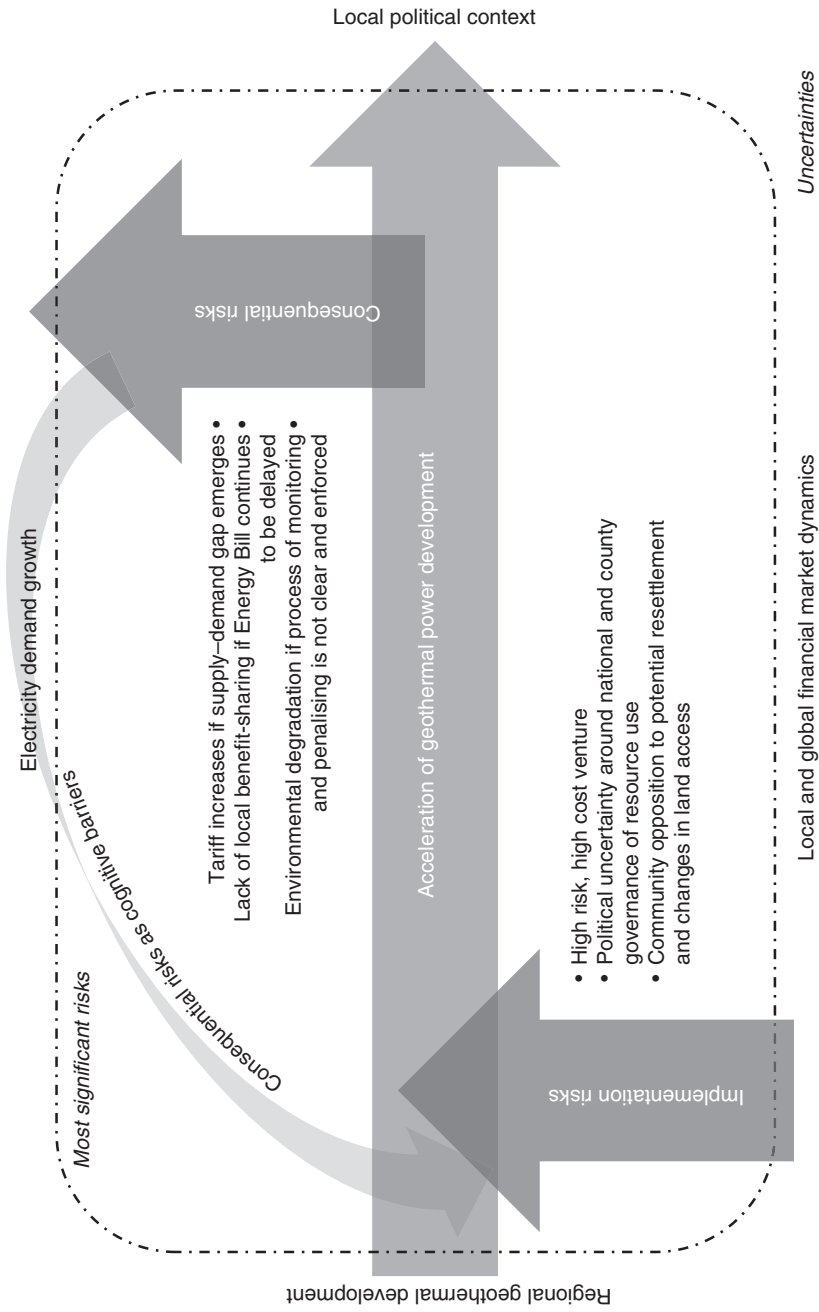 Electricity demand growth
Most significant risks
Consequential risks as cognitive barriers
Tariff increases if supply–demand gap emerges •
Lack of local benefit-sharing if Energy Bill continues •
to be delayed
Environmental degradation if process of monitoring •
and penalising is not clear and enforced
Consequential risks
Regional geothermal development
Acceleration of geothermal power development
Local political context
Implementation risks
• High risk, high cost venture
• Political uncertainty around national and county
governance of resource use
• Community opposition to potential resettlement
and changes in land access
Local and global financial market dynamics
Uncertainties